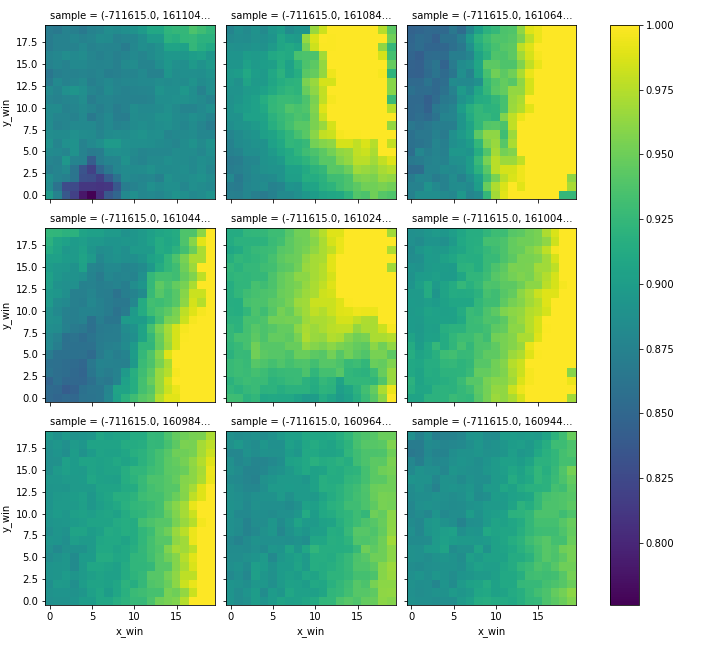 sample = (-711615.0, 161104...
sample = (-711615.0, 161084...
sample = (-711615.0, 161064...
17.5
15.0
12.5
10.0
7.5
5.0
2.5
0.0
y_win
sample = (-711615.0, 161044...
sample = (-711615.0, 161024...
sample = (-711615.0, 161004...
17.5
15.0
12.5
10.0
7.5
5.0
2.5
0.0
y_win
sample = (-711615.0, 160984...
sample = (-711615.0, 160964...
sample = (-711615.0, 160944...
17.5
15.0
12.5
10.0
7.5
5.0
2.5
0.0
y_win
0 5 10 15
0 5 10 15
0 5 10 15
x_win
x_win
x_win
1.000
0.975
0.950
0.925
0.900
0.875
0.850
0.825
0.800